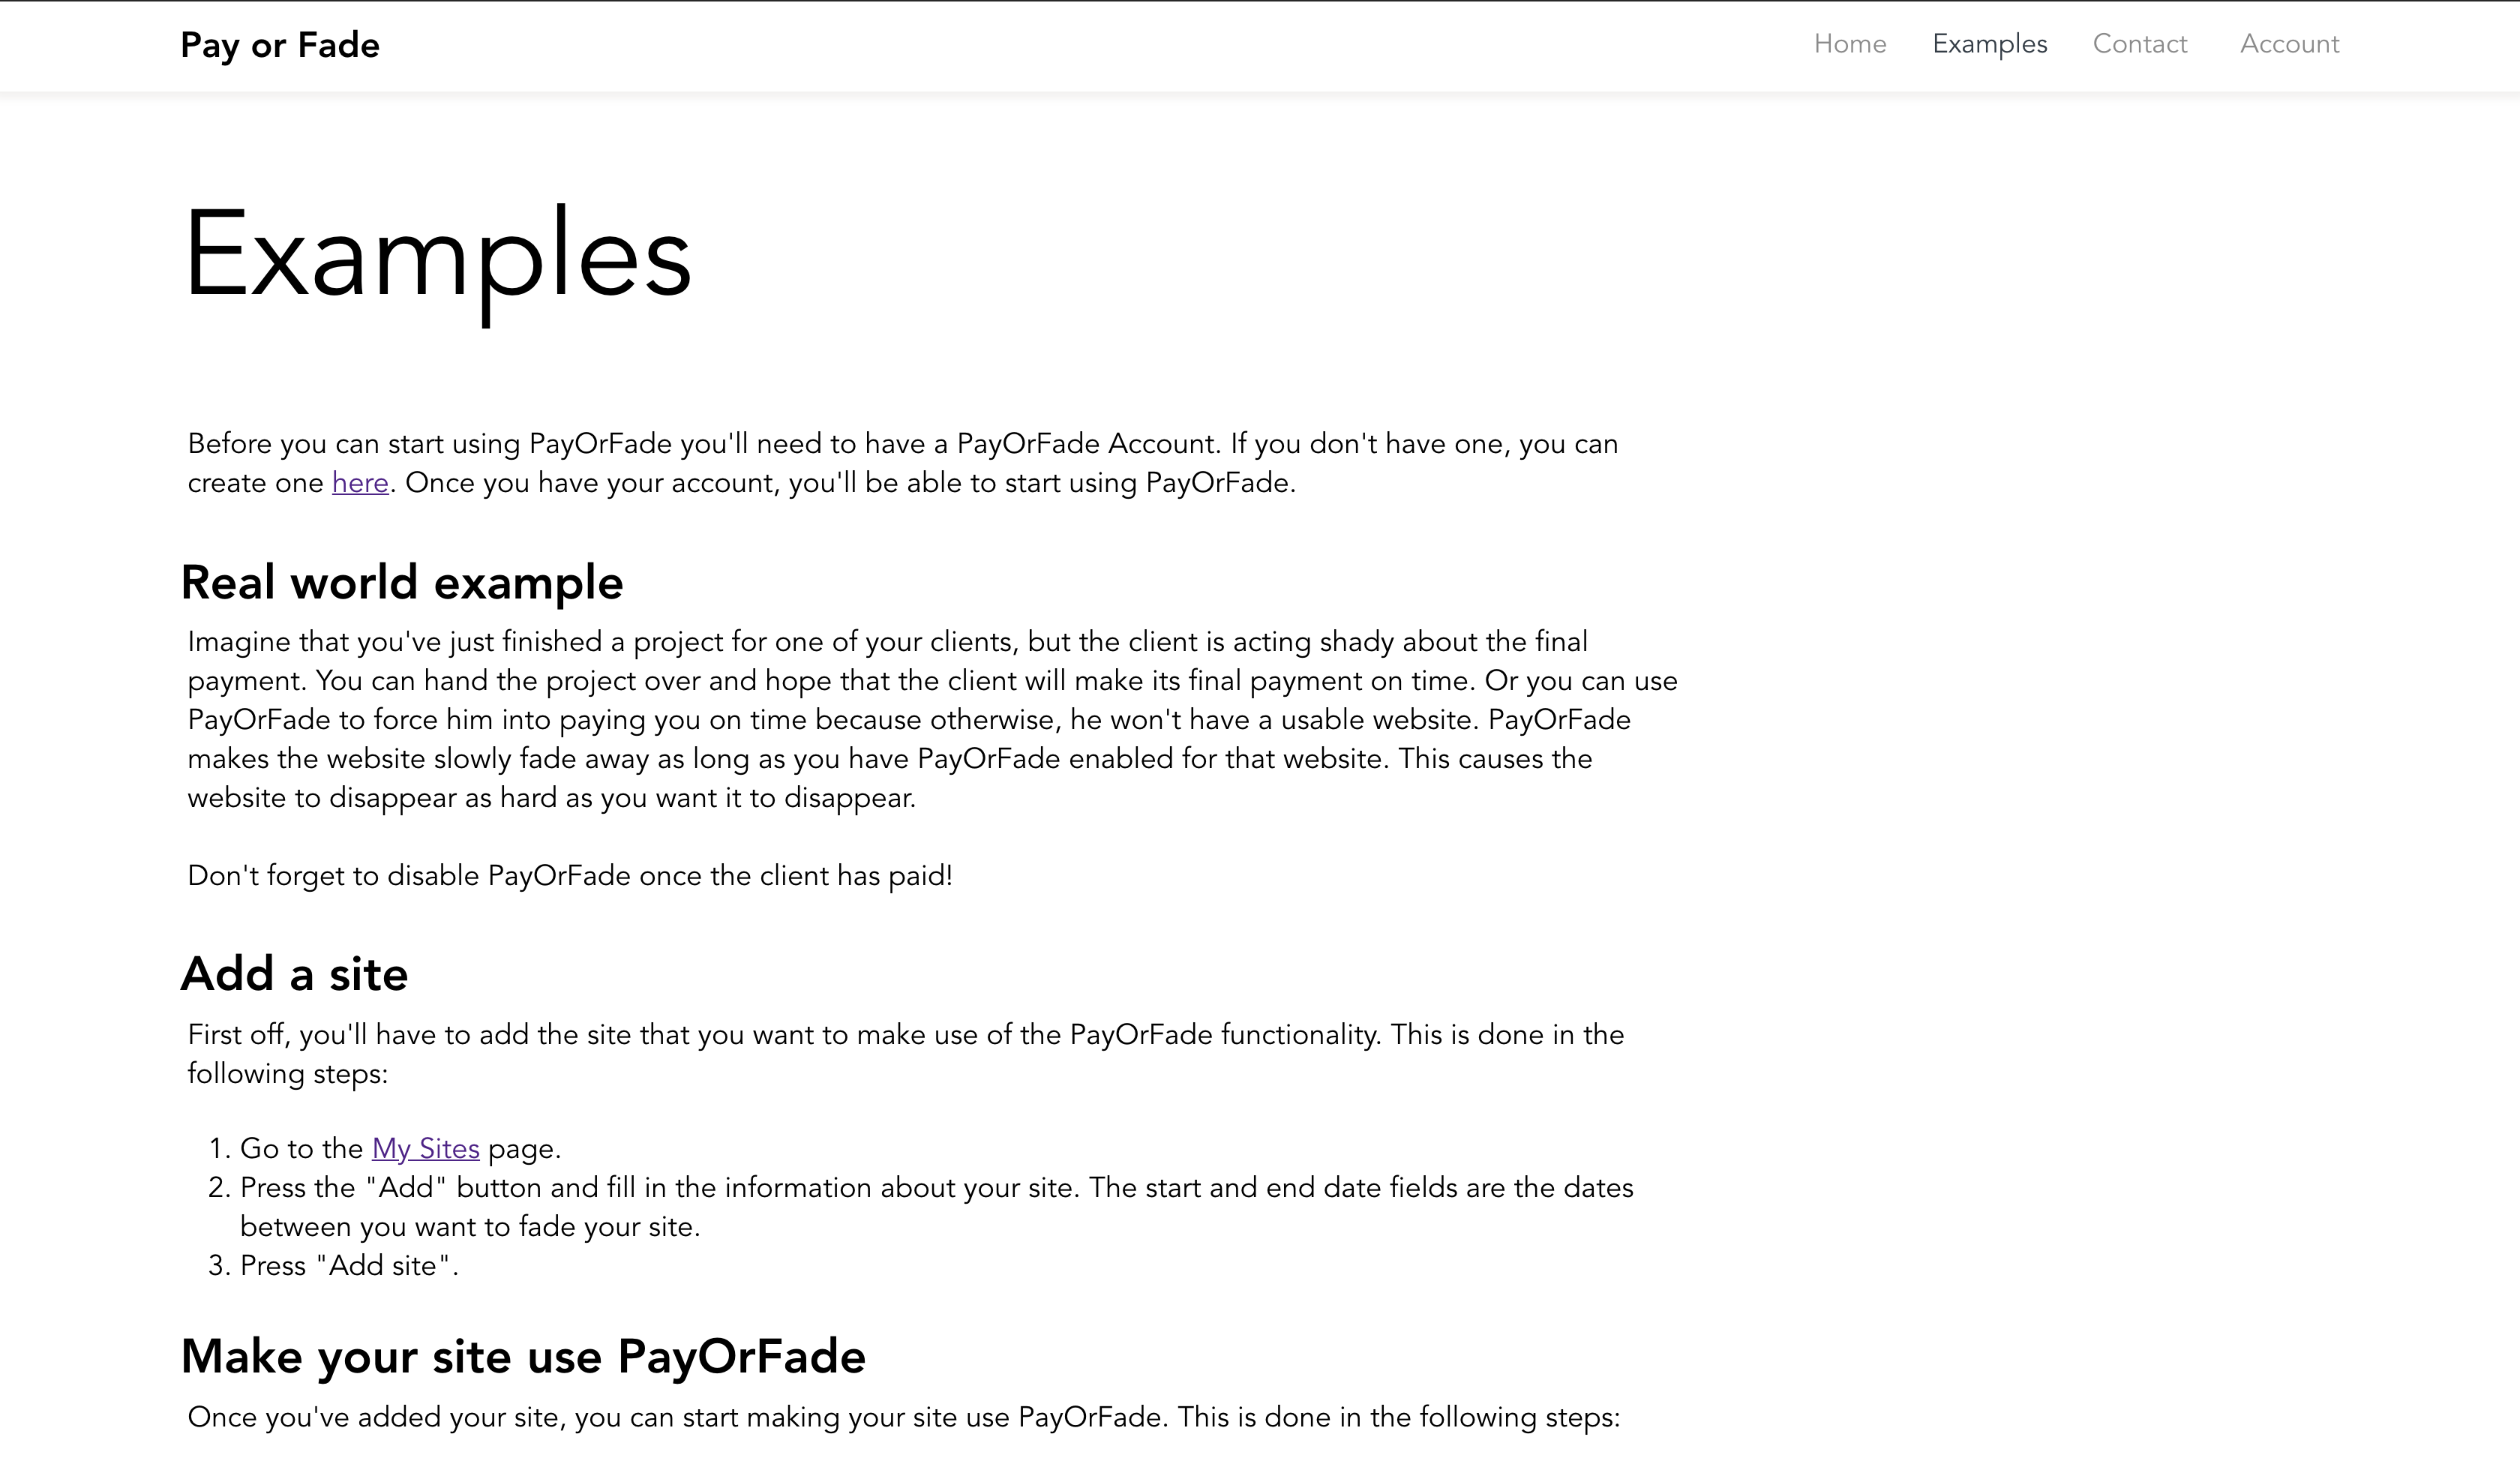 Pay or Fade
Home Examples Contact Account
Examples
Before you can start using PayOrFade you'll need to have a PayOrFade Account. If you don't have one, you can
create one here. Once you have your account, you'll be able to start using PayOrFade.
Real world example
Imagine that you've just finished a project for one of your clients, but the client is acting shady about the final
payment. You can hand the project over and hope that the client will make its final payment on time. Or you can use
PayOrFade to force him into paying you on time because otherwise, he won't have a usable website. PayOrFade
makes the website slowly fade away as long as you have PayOrFade enabled for that website. This causes the
website to disappear as hard as you want it to disappear.
Don't forget to disable PayOrFade once the client has paid!
Add a site
First off, you'll have to add the site that you want to make use of the PayOrFade functionality. This is done in the
following steps:
1. Go to the My Sites page.
2. Press the "Add" button and fill in the information about your site. The start and end date fields are the dates
between you want to fade your site.
3. Press "Add site".
Make your site use PayOrFade
Once you've added your site, you can start making your site use PayOrFade. This is done in the following steps: